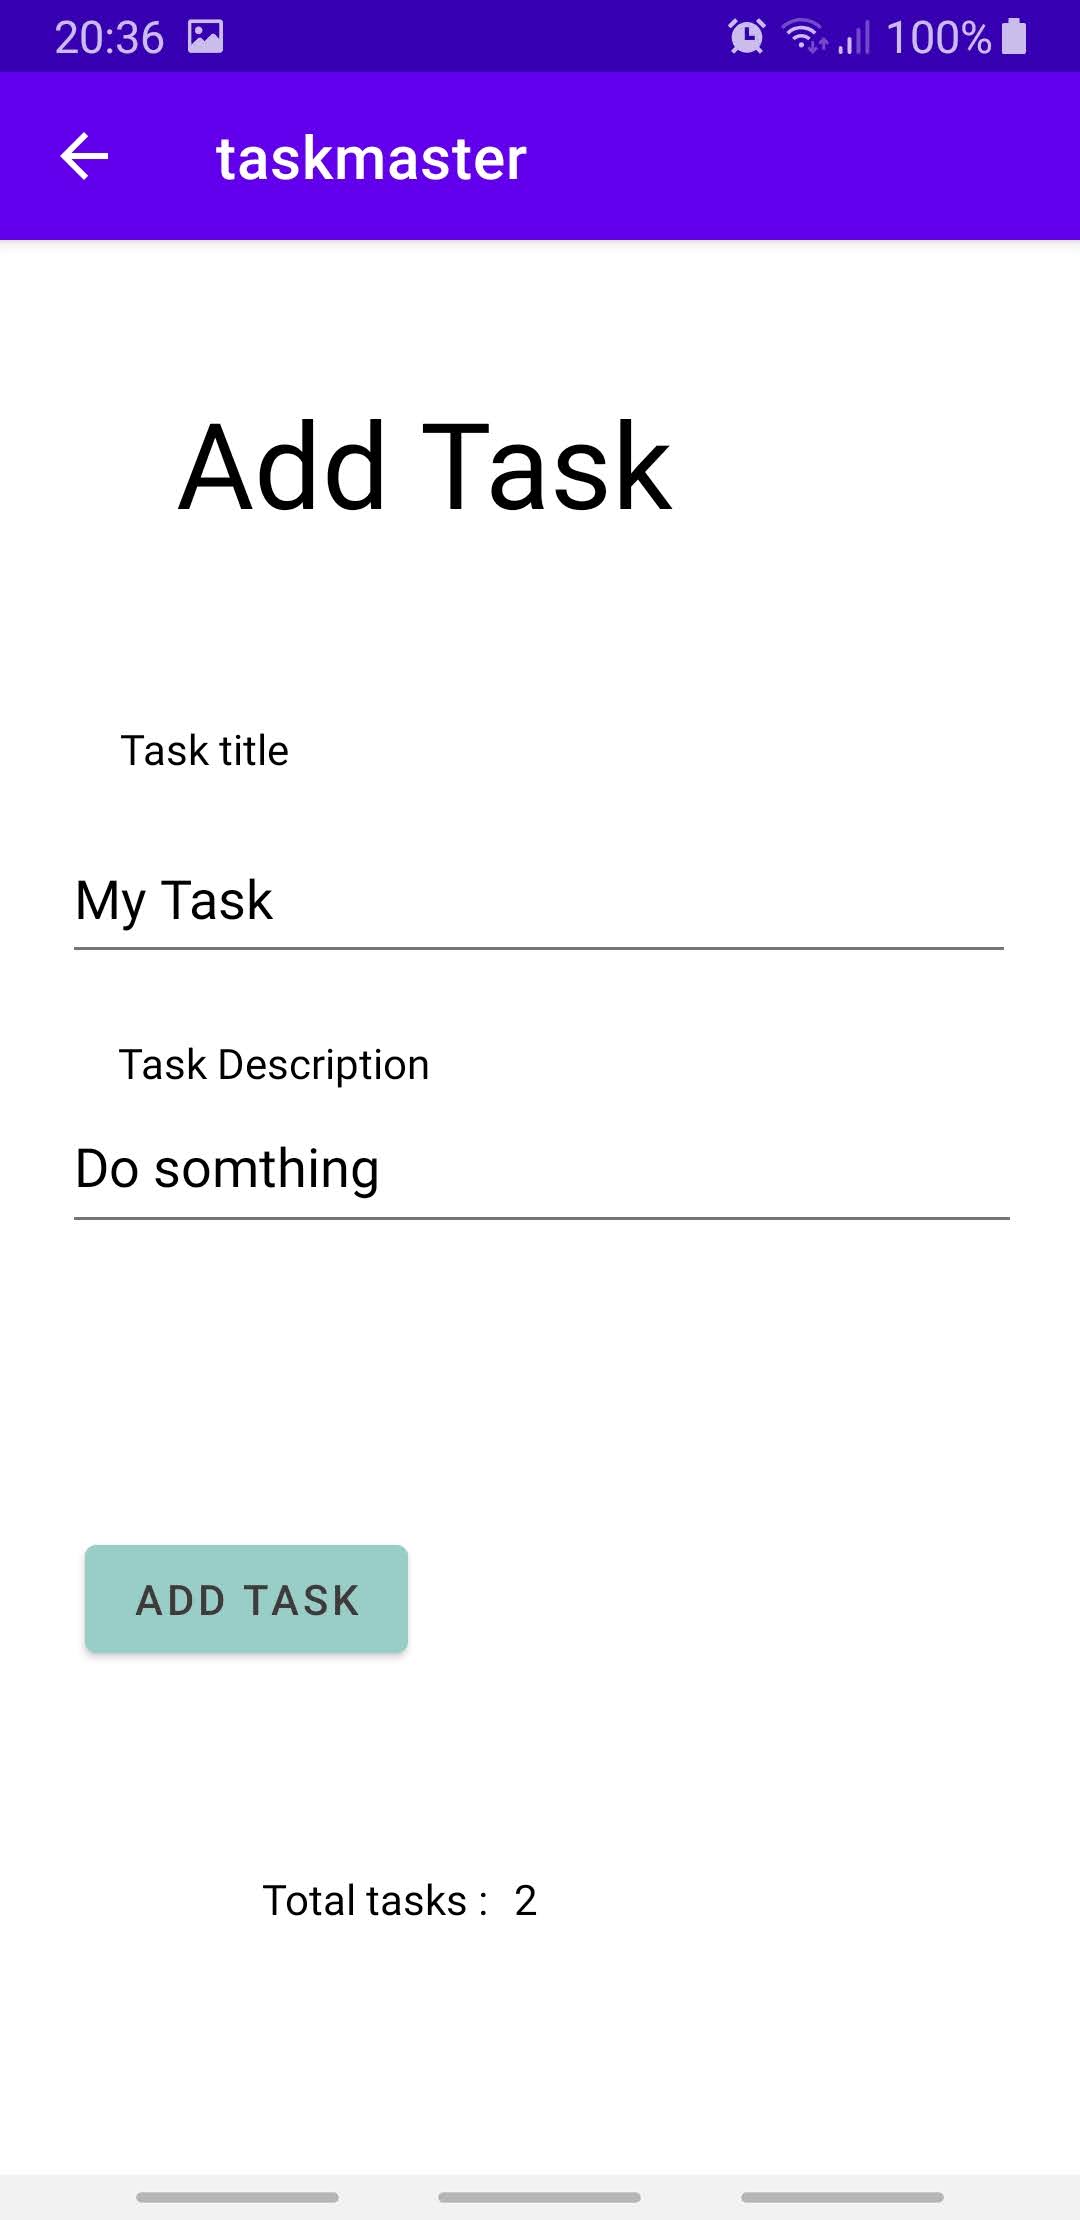 20:36 100%
taskmaster
Add Task
Task title
My Task
Task Description
Do somthing
ADD TASK
Total tasks : 2